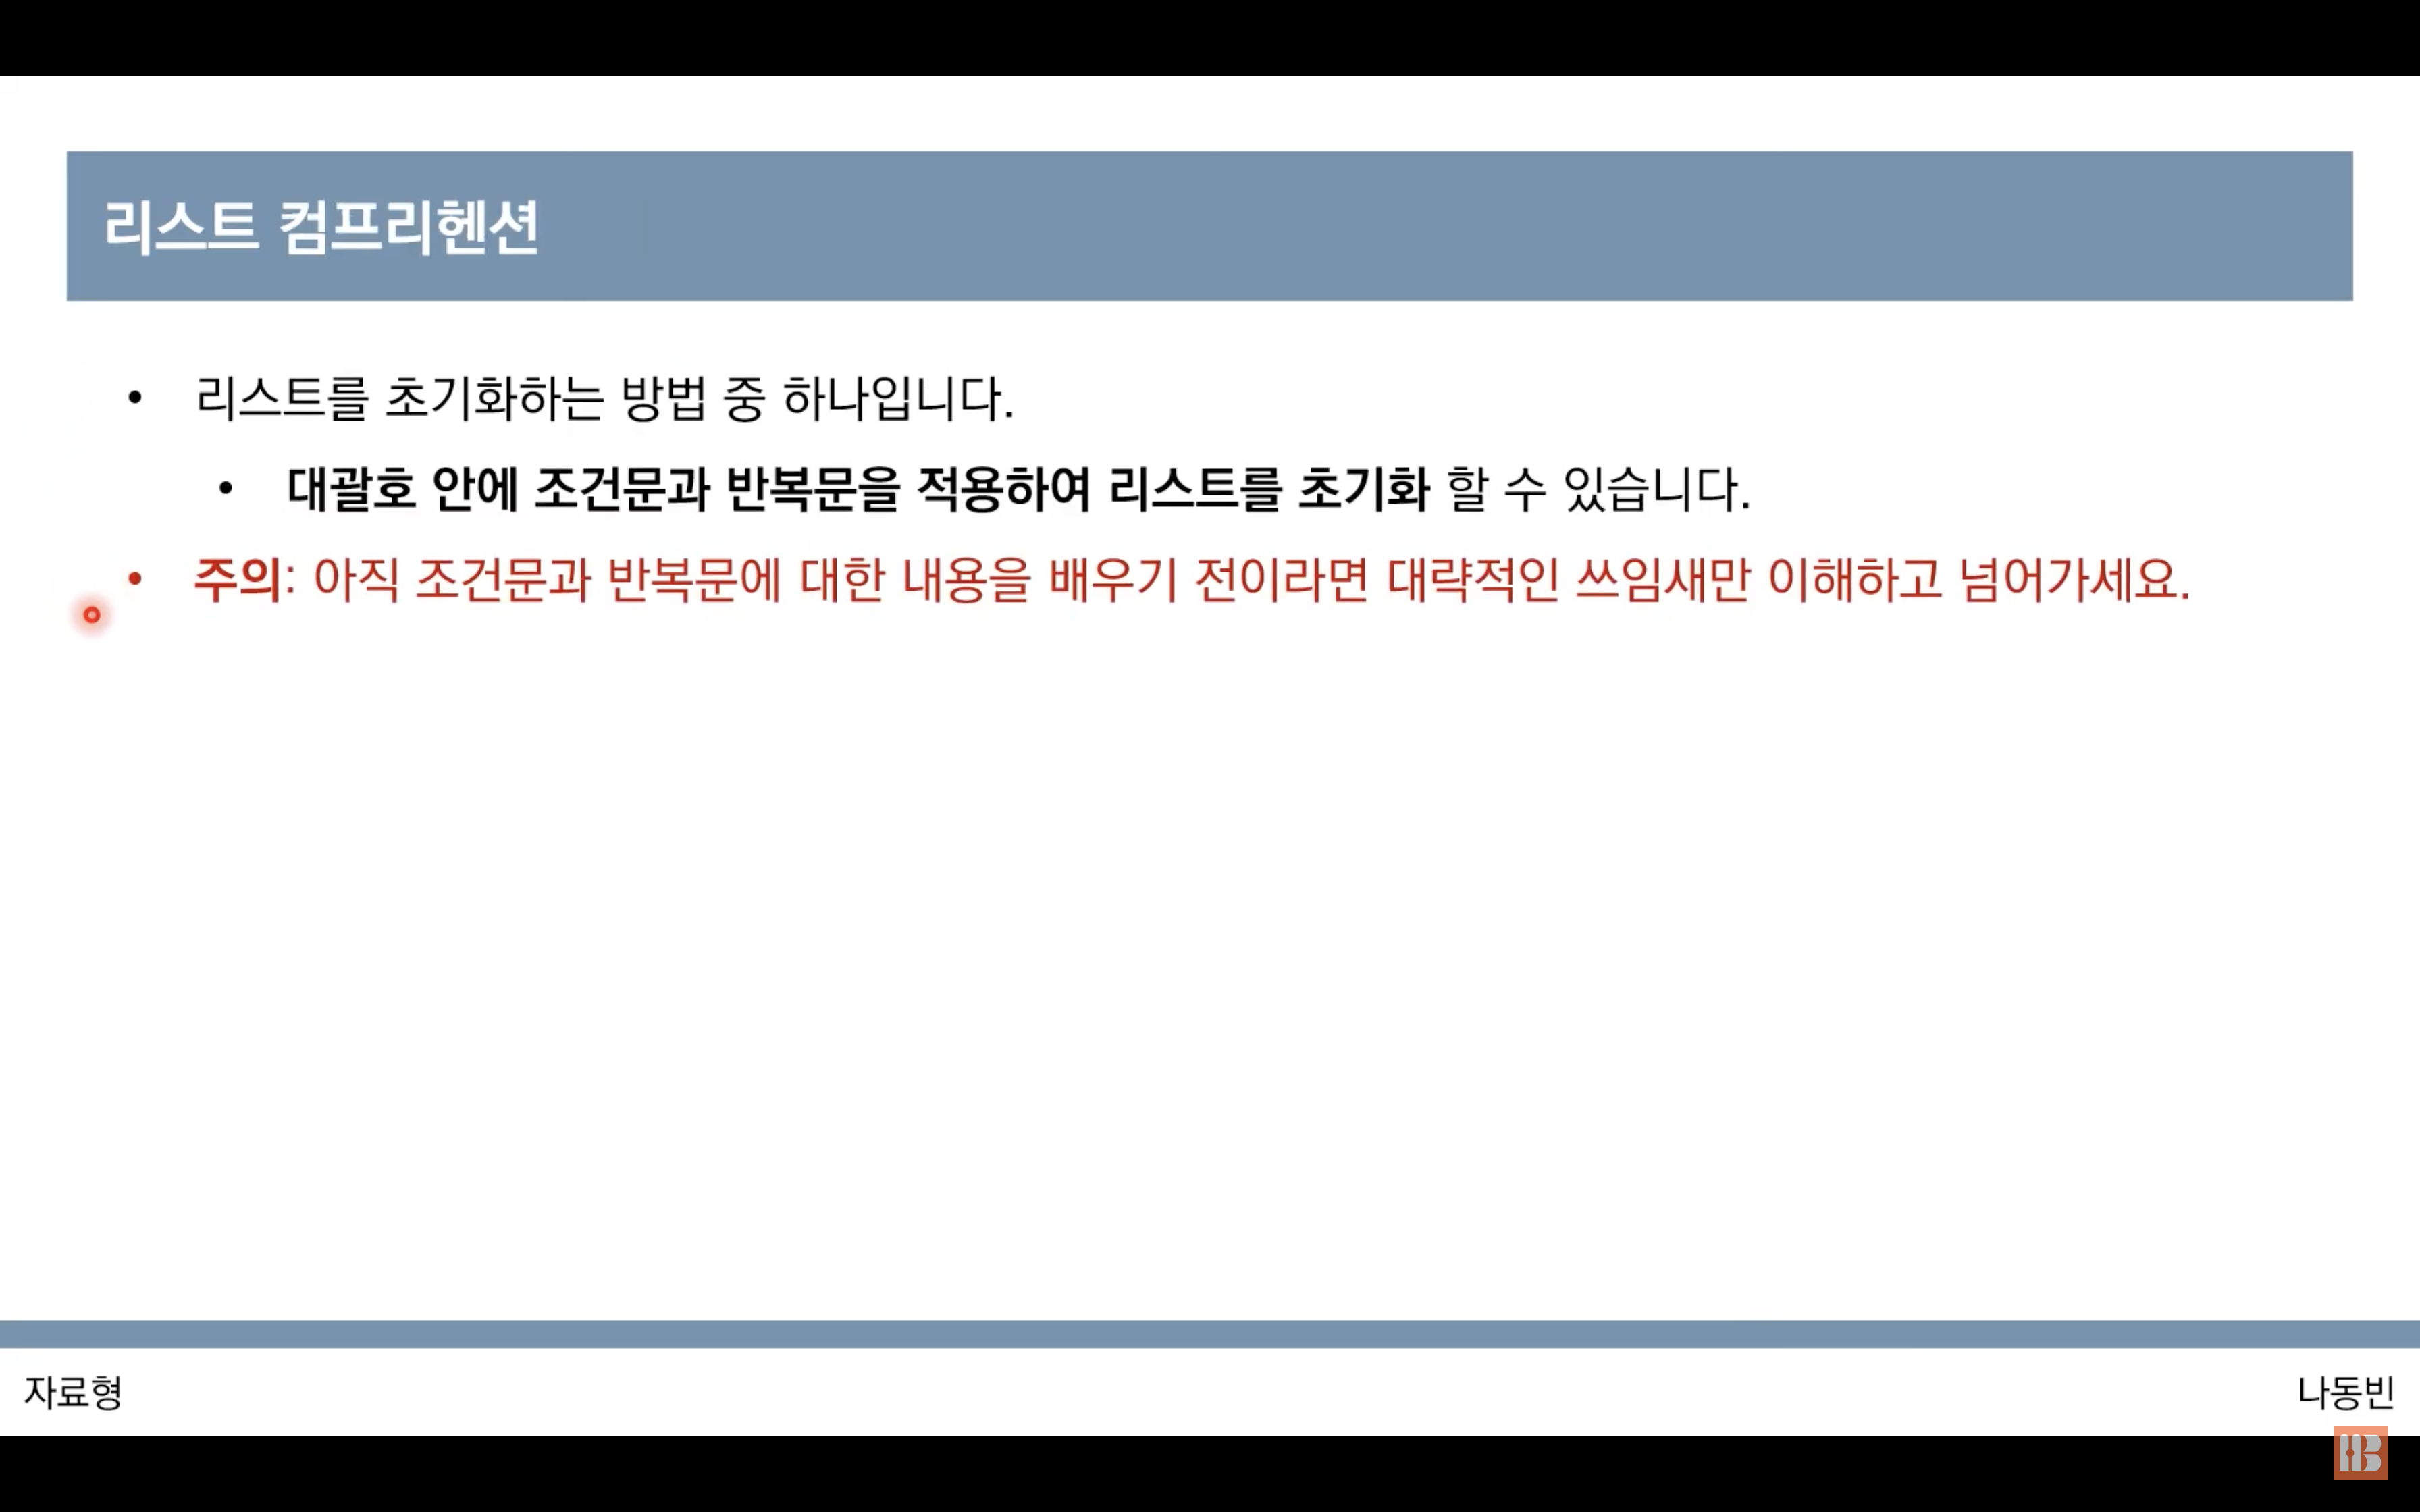 리스트 컴프리헨션
• 리스트를 초기화하는 방법 중 하나입니다.
• 대괄호 안에 조건문과 반복문을 적용하여 리스트를 초기화 할 수 있습니다.
• 주의: 아직 조건문과 반복문에 대한 내용을 배우기 전이라면 대략적인 쓰임새만 이해하고 넘어가세요.
자료형
나동빈